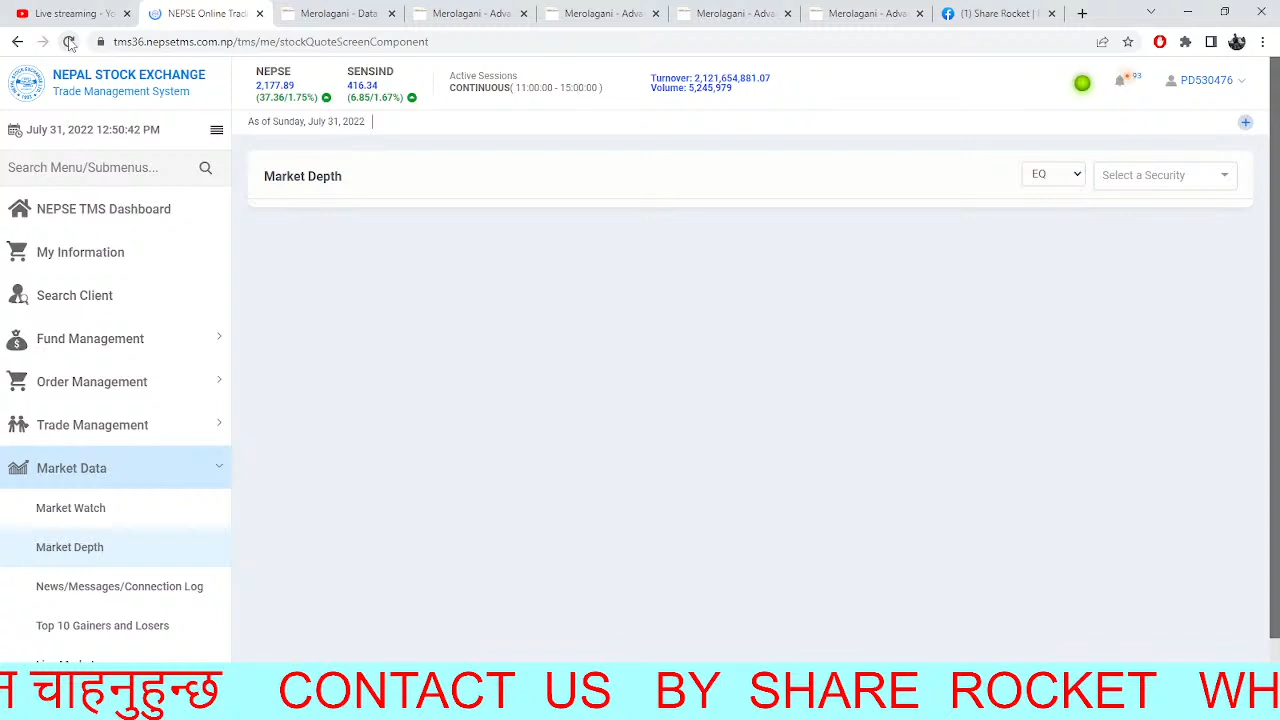 Live streaming - Yo
NEPSE Online Tradi
Merolagani - Data
Merolagani - Adva
Merolagani - Adva
Merolagani - Adva
Merolagani - Adva
(1) Share Rocket |
tms36.nepsetms.com.np/tms/me/stockQuoteScreenComponent
NEPAL STOCK EXCHANGE
Trade Management System
NEPSE
2,177.89
(37.36/1.75%)
SENSIND
416.34
(6.85/1.67%)
Active Sessions
CONTINUOUS( 11:00:00 - 15:00:00 )
Turnover: 2,121,654,881.07
Volume: 5,245,979
93
PD530476
July 31, 2022 12:50:42 PM
As of Sunday, July 31, 2022
Search Menu/Submenus...
Market Depth
EQ
Select a Security
NEPSE TMS Dashboard
My Information
Search Client
Fund Management
Order Management
Trade Management
Market Data
Market Watch
Market Depth
News/Messages/Connection Log
Top 10 Gainers and Losers
न चाहनुहुन्छ CONTACT US BY SHARE ROCKET WH